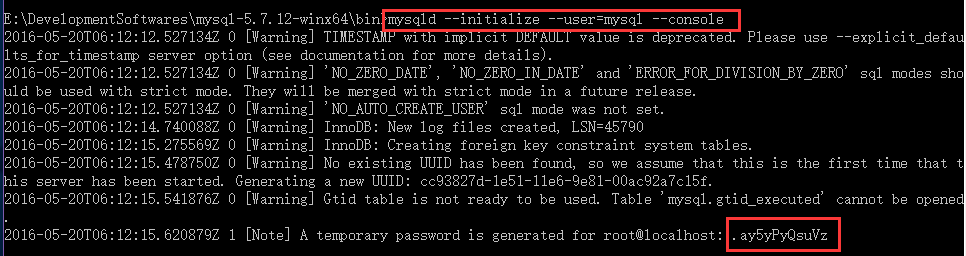 E:\DevelopmentSoftwares\mysql-5.7.12-winx64\bin>mysqld --initialize --user=mysql --console
2016-05-20T06:12:12.527134Z 0 [Warning] TIMESTAMP with implicit DEFAULT value is deprecated. Please use --explicit_defau
lts_for_timestamp server option (see documentation for more details).
2016-05-20T06:12:12.527134Z 0 [Warning] 'NO_ZERO_DATE', 'NO_ZERO_IN_DATE' and 'ERROR_FOR_DIVISION_BY_ZERO' sql modes sho
uld be used with strict mode. They will be merged with strict mode in a future release.
2016-05-20T06:12:12.527134Z 0 [Warning] 'NO_AUTO_CREATE_USER' sql mode was not set.
2016-05-20T06:12:14.740088Z 0 [Warning] InnoDB: New log files created, LSN=45790
2016-05-20T06:12:15.275569Z 0 [Warning] InnoDB: Creating foreign key constraint system tables.
2016-05-20T06:12:15.478750Z 0 [Warning] No existing UUID has been found, so we assume that this is the first time that t
his server has been started. Generating a new UUID: cc93827d-1e51-11e6-9e81-00ac92a7c15f.
2016-05-20T06:12:15.541876Z 0 [Warning] Gtid table is not ready to be used. Table 'mysql.gtid_executed' cannot be opened
.
2016-05-20T06:12:15.620879Z 1 [Note] A temporary password is generated for root@localhost: .ay5yPyQsuVz